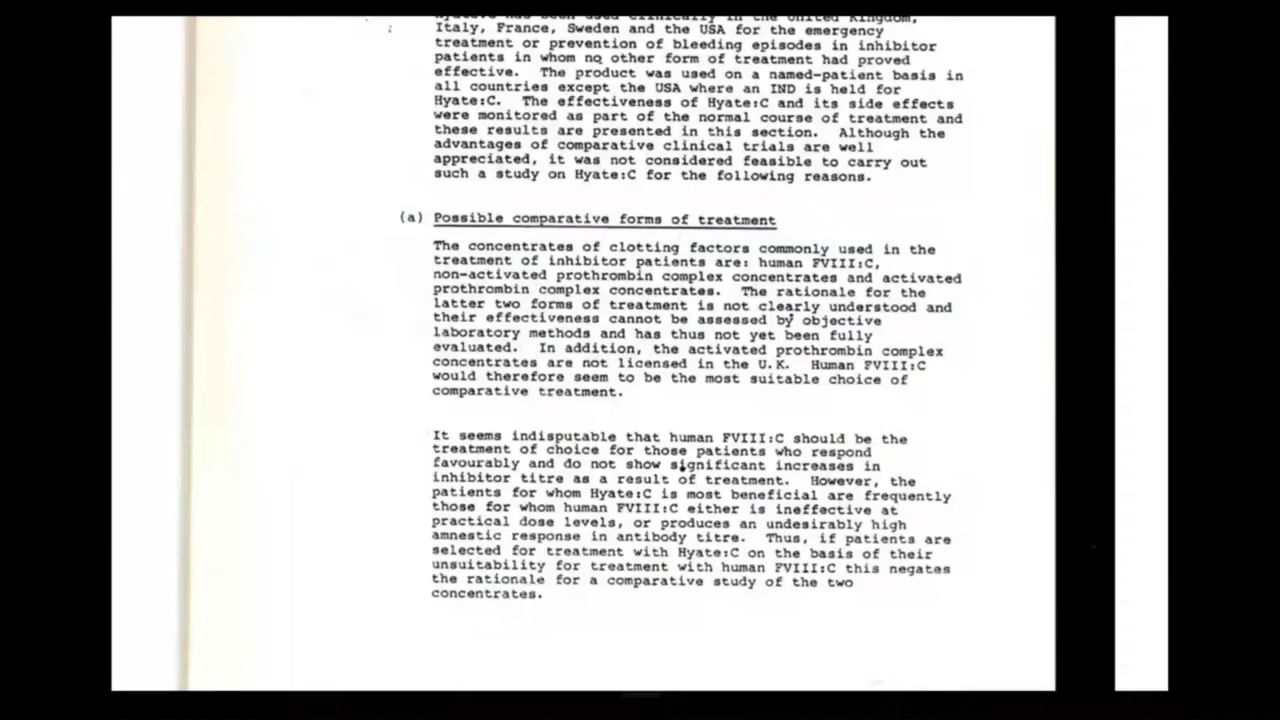 Hyate:C has been used clinically in the United Kingdom,
Italy, France, Sweden and the USA for the emergency
treatment or prevention of bleeding episodes in inhibitor
patients in whom no other form of treatment had proved
effective. The product was used on a named-patient basis in
all countries except the USA where an IND is held for
Hyate:C. The effectiveness of Hyate:C and its side effects
were monitored as part of the normal course of treatment and
these results are presented in this section. Although the
advantages of comparative clinical trials are well
appreciated, it was not considered feasible to carry out
such a study on Hyate:C for the following reasons.
(a) Possible comparative forms of treatment
The concentrates of clotting factors commonly used in the
treatment of inhibitor patients are: human FVIII:C,
non-activated prothrombin complex concentrates and activated
prothrombin complex concentrates. The rationale for the
latter two forms of treatment is not clearly understood and
their effectiveness cannot be assessed by objective
laboratory methods and has thus not yet been fully
evaluated. In addition, the activated prothrombin complex
concentrates are not licensed in the U.K. Human FVIII:C
would therefore seem to be the most suitable choice of
comparative treatment.
It seems indisputable that human FVIII:C should be the
treatment of choice for those patients who respond
favourably and do not show significant increases in
inhibitor titre as a result of treatment. However, the
patients for whom Hyate:C is most beneficial are frequently
those for whom human FVIII:C either is ineffective at
practical dose levels, or produces an undesirably high
amnestic response in antibody titre. Thus, if patients are
selected for treatment with Hyate:C on the basis of their
unsuitability for treatment with human FVIII:C this negates
the rationale for a comparative study of the two
concentrates.